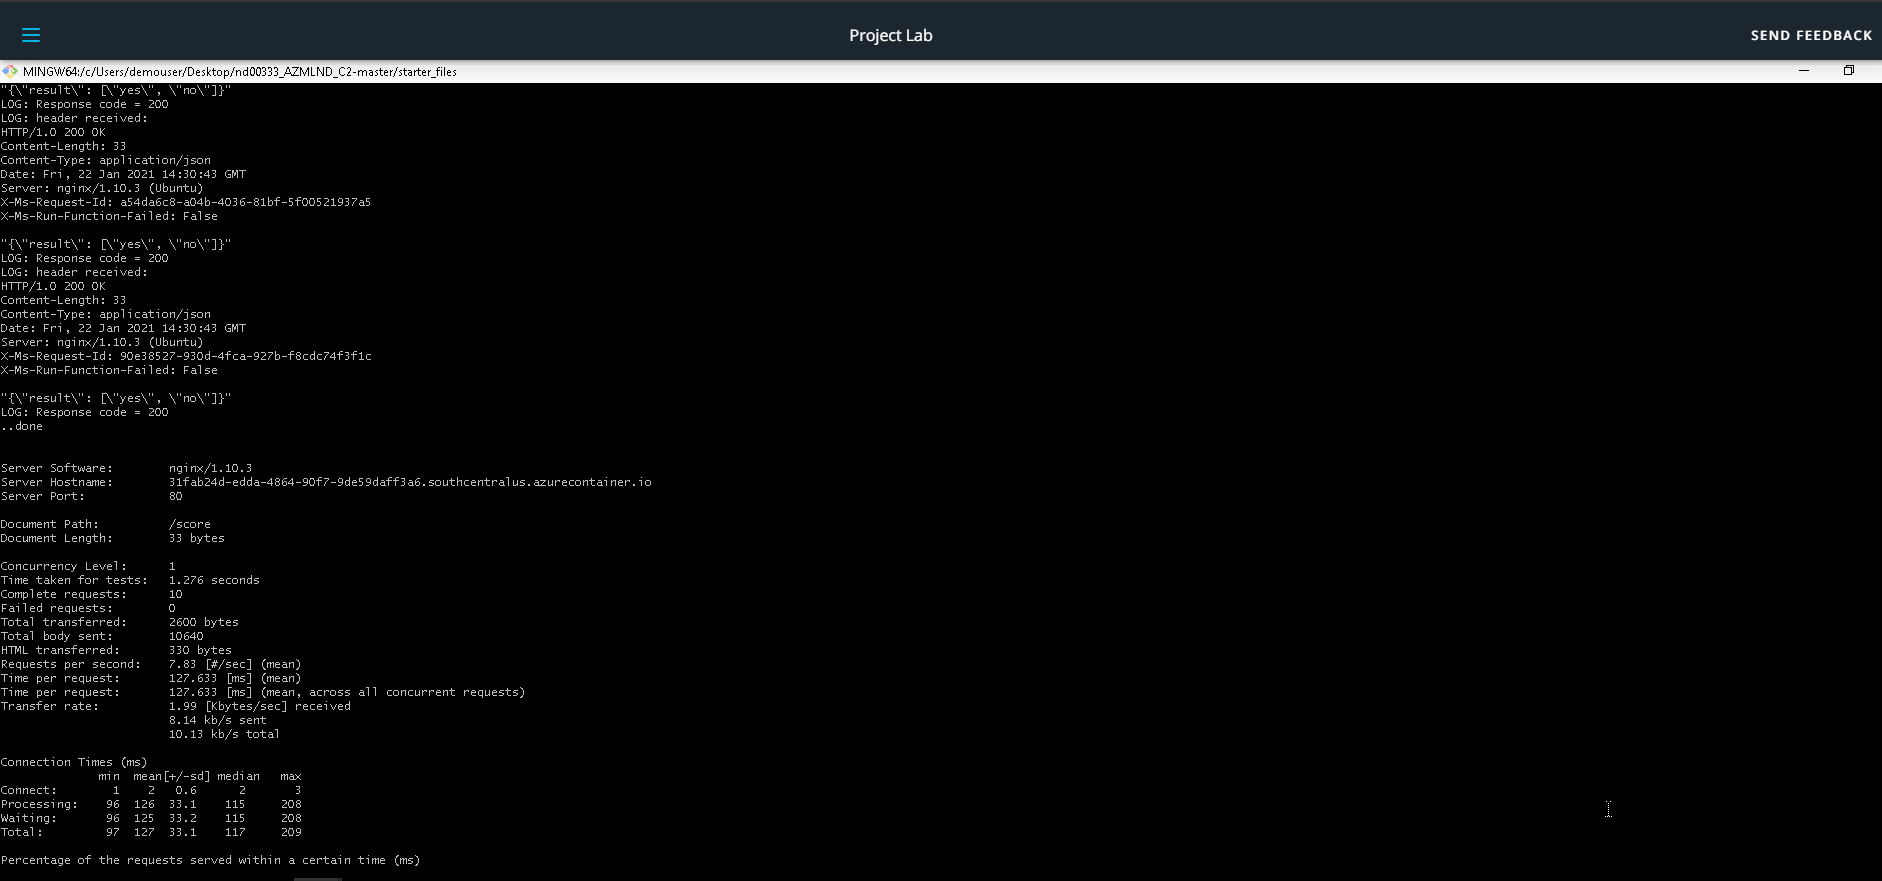 Project Lab
SEND FEEDBACK
MINGW64:/c/Users/demouser/Desktop/nd00333_AZMLND_C2-master/starter_files
"{\"result\": [\"yes\", \"no\"]}"
LOG: Response code = 200
LOG: header received:
HTTP/1.0 200 OK
Content-Length: 33
Content-Type: application/json
Date: Fri, 22 Jan 2021 14:30:43 GMT
Server: nginx/1.10.3 (Ubuntu)
X-Ms-Request-Id: a54da6c8-a04b-4036-81bf-5f00521937a5
X-Ms-Run-Function-Failed: False
"{\"result\": [\"yes\", \"no\"]}"
LOG: Response code = 200
LOG: header received:
HTTP/1.0 200 OK
Content-Length: 33
Content-Type: application/json
Date: Fri, 22 Jan 2021 14:30:43 GMT
Server: nginx/1.10.3 (Ubuntu)
X-Ms-Request-Id: 90e38527-930d-4fca-927b-f8cdc74f3f1c
X-Ms-Run-Function-Failed: False
"{\"result\": [\"yes\", \"no\"]}"
LOG: Response code = 200
..done
Server Software: nginx/1.10.3
Server Hostname: 31fab24d-edda-4864-90f7-9de59daff3a6.southcentralus.azurecontainer.io
Server Port: 80
Document Path: /score
Document Length: 33 bytes
Concurrency Level: 1
Time taken for tests: 1.276 seconds
Complete requests: 10
Failed requests: 0
Total transferred: 2600 bytes
Total body sent: 10640
HTML transferred: 330 bytes
Requests per second: 7.83 [#/sec] (mean)
Time per request: 127.633 [ms] (mean)
Time per request: 127.633 [ms] (mean, across all concurrent requests)
Transfer rate: 1.99 [Kbytes/sec] received
8.14 kb/s sent
10.13 kb/s total
Connection Times (ms)
min mean[+/-sd] median max
Connect: 1 2 0.6 2 3
Processing: 96 126 33.1 115 208
Waiting: 96 125 33.2 115 208
Total: 97 127 33.1 117 209
Percentage of the requests served within a certain time (ms)